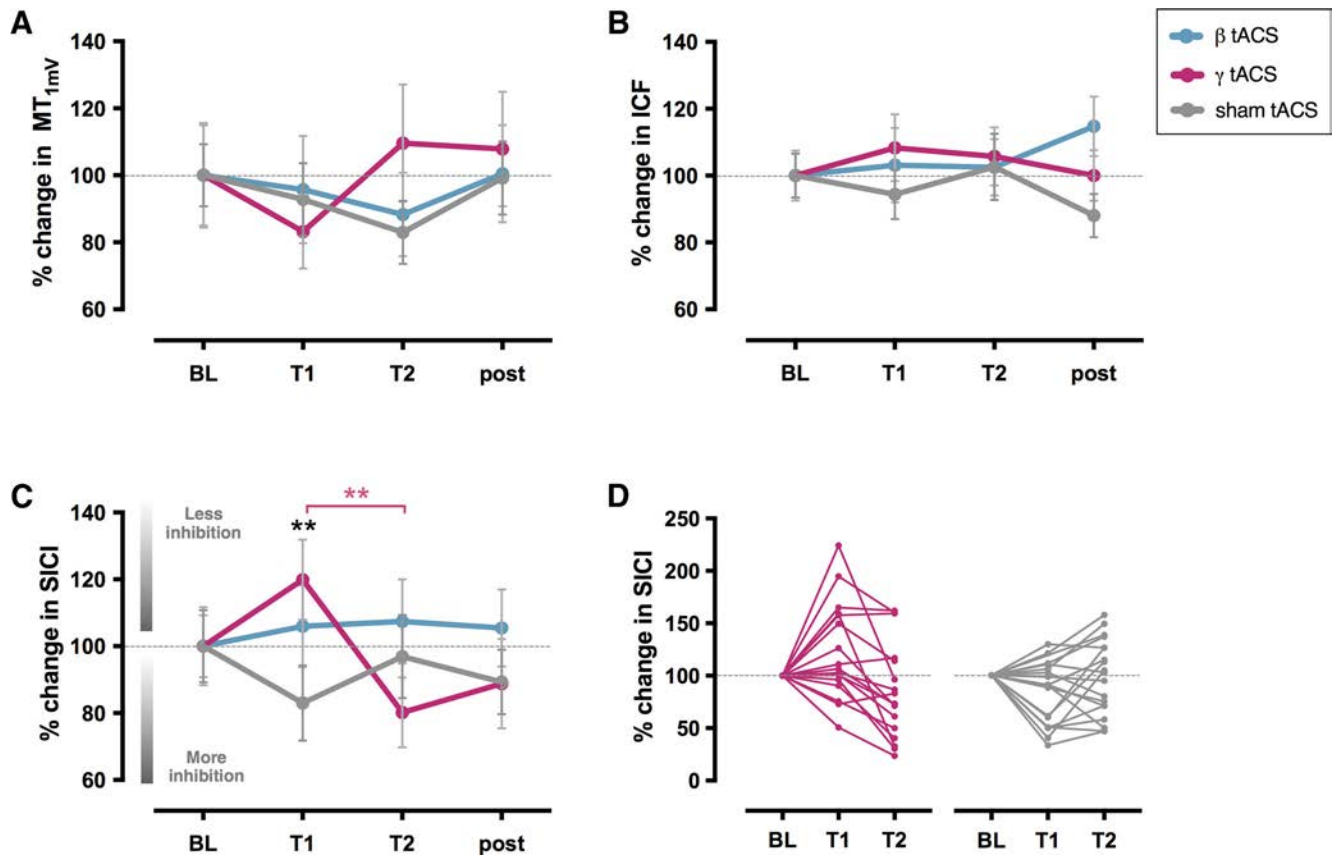 A
140
120
100
80
60
% change in MT1mV
BL T1 T2 post
B
140
120
100
80
60
% change in ICF
BL T1 T2 post
β tACS
γ tACS
sham tACS
C
140
120
100
80
60
% change in SICI
Less
inhibition
More
inhibition
**
**
BL T1 T2 post
D
250
200
150
100
50
0
% change in SICI
BL T1 T2 BL T1 T2